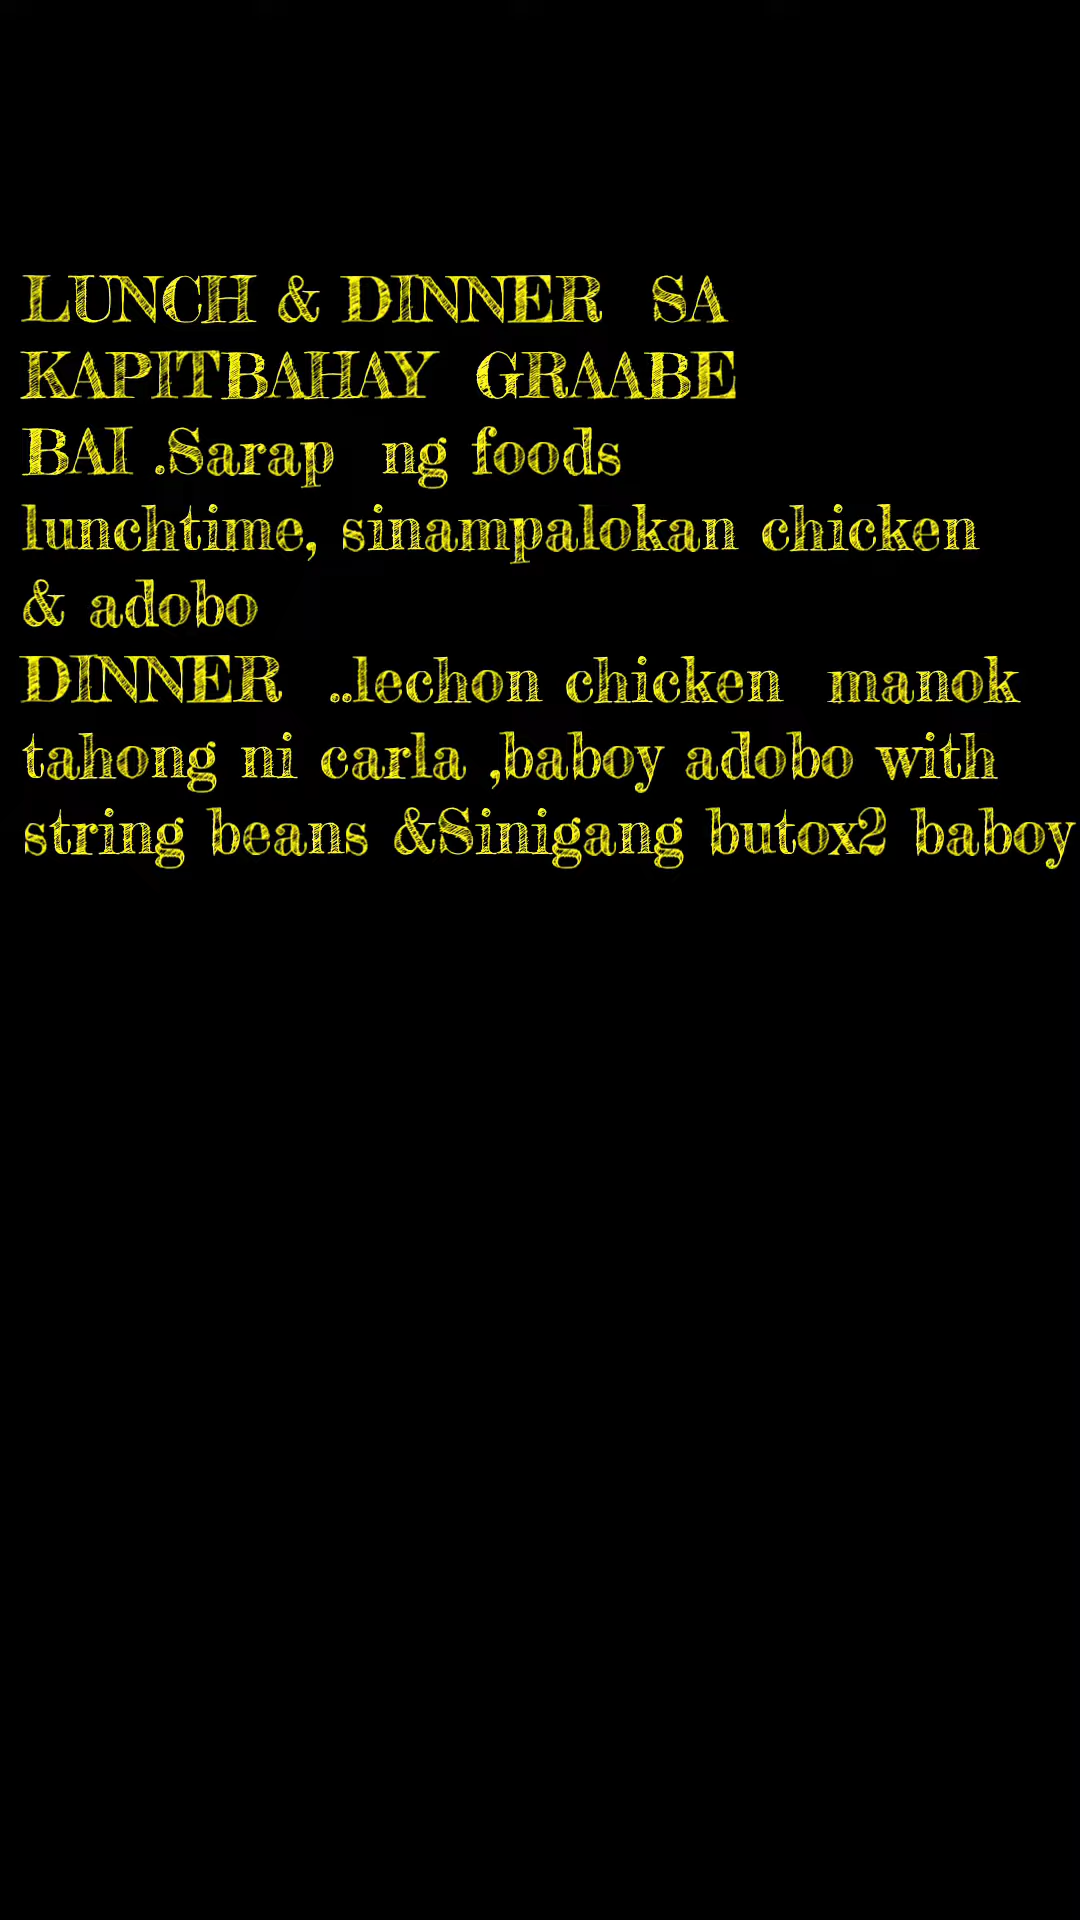 LUNCH & DINNER  SA
KAPITBAHAY  GRAABE
BAI .Sarap  ng foods
lunchtime, sinampalokan chicken
& adobo
DINNER  ..lechon chicken  manok
tahong ni carla ,baboy adobo with
string beans &Sinigang butox2 baboy